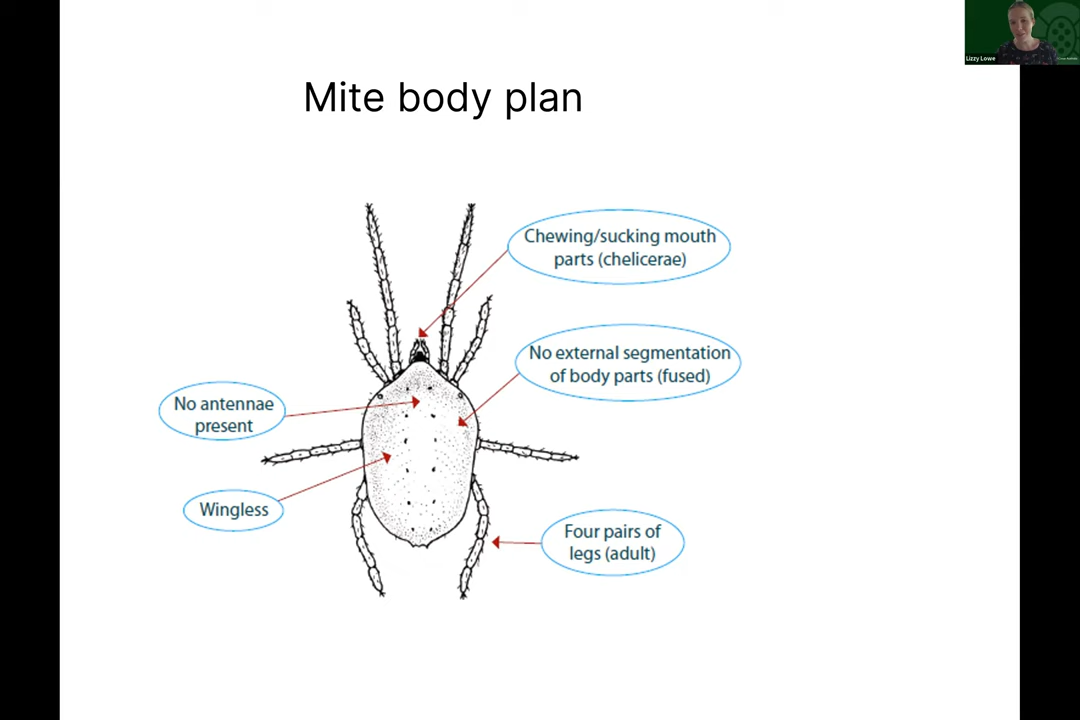 Lizzy Lowe
Mite body plan
Chewing/sucking mouth
parts (chelicerae)
No external segmentation
of body parts (fused)
No antennae
present
Wingless
Four pairs of
legs (adult)